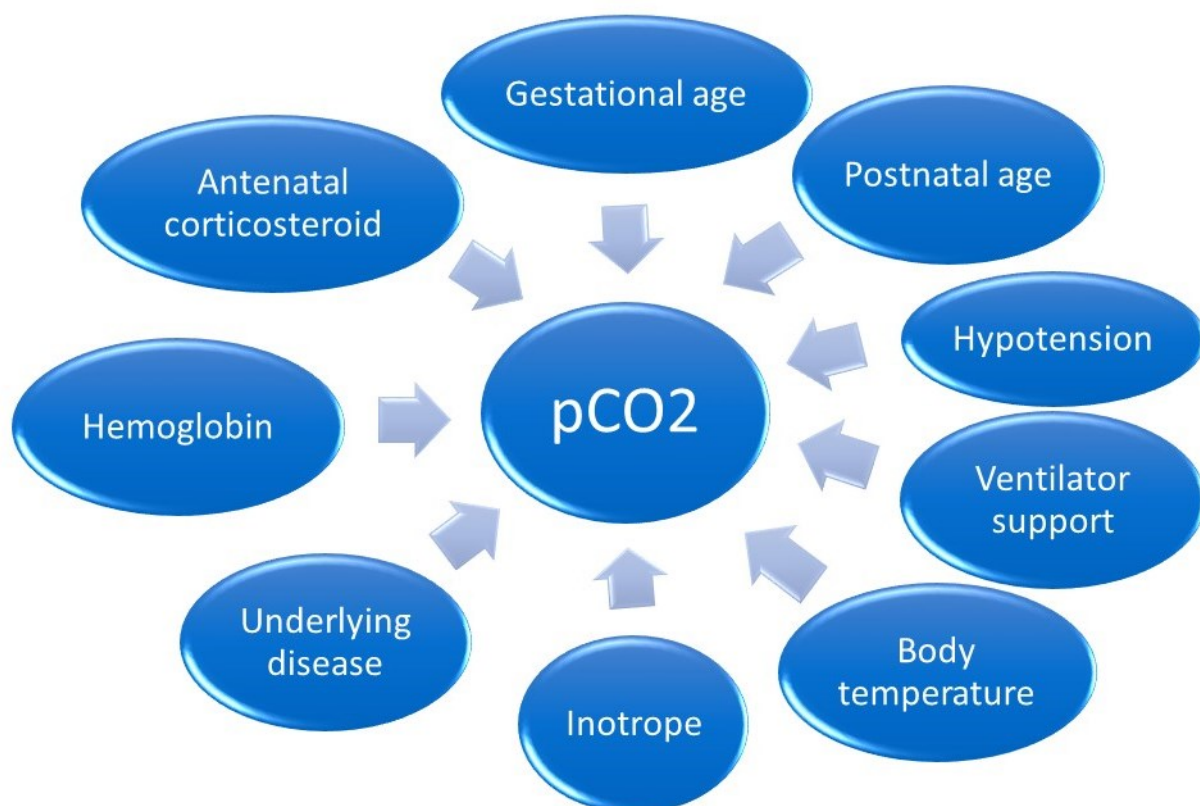 Gestational age
Postnatal age
Antenatal
corticosteroid
Hypotension
pCO2
Hemoglobin
Ventilator
support
Underlying
disease
Body
temperature
Inotrope